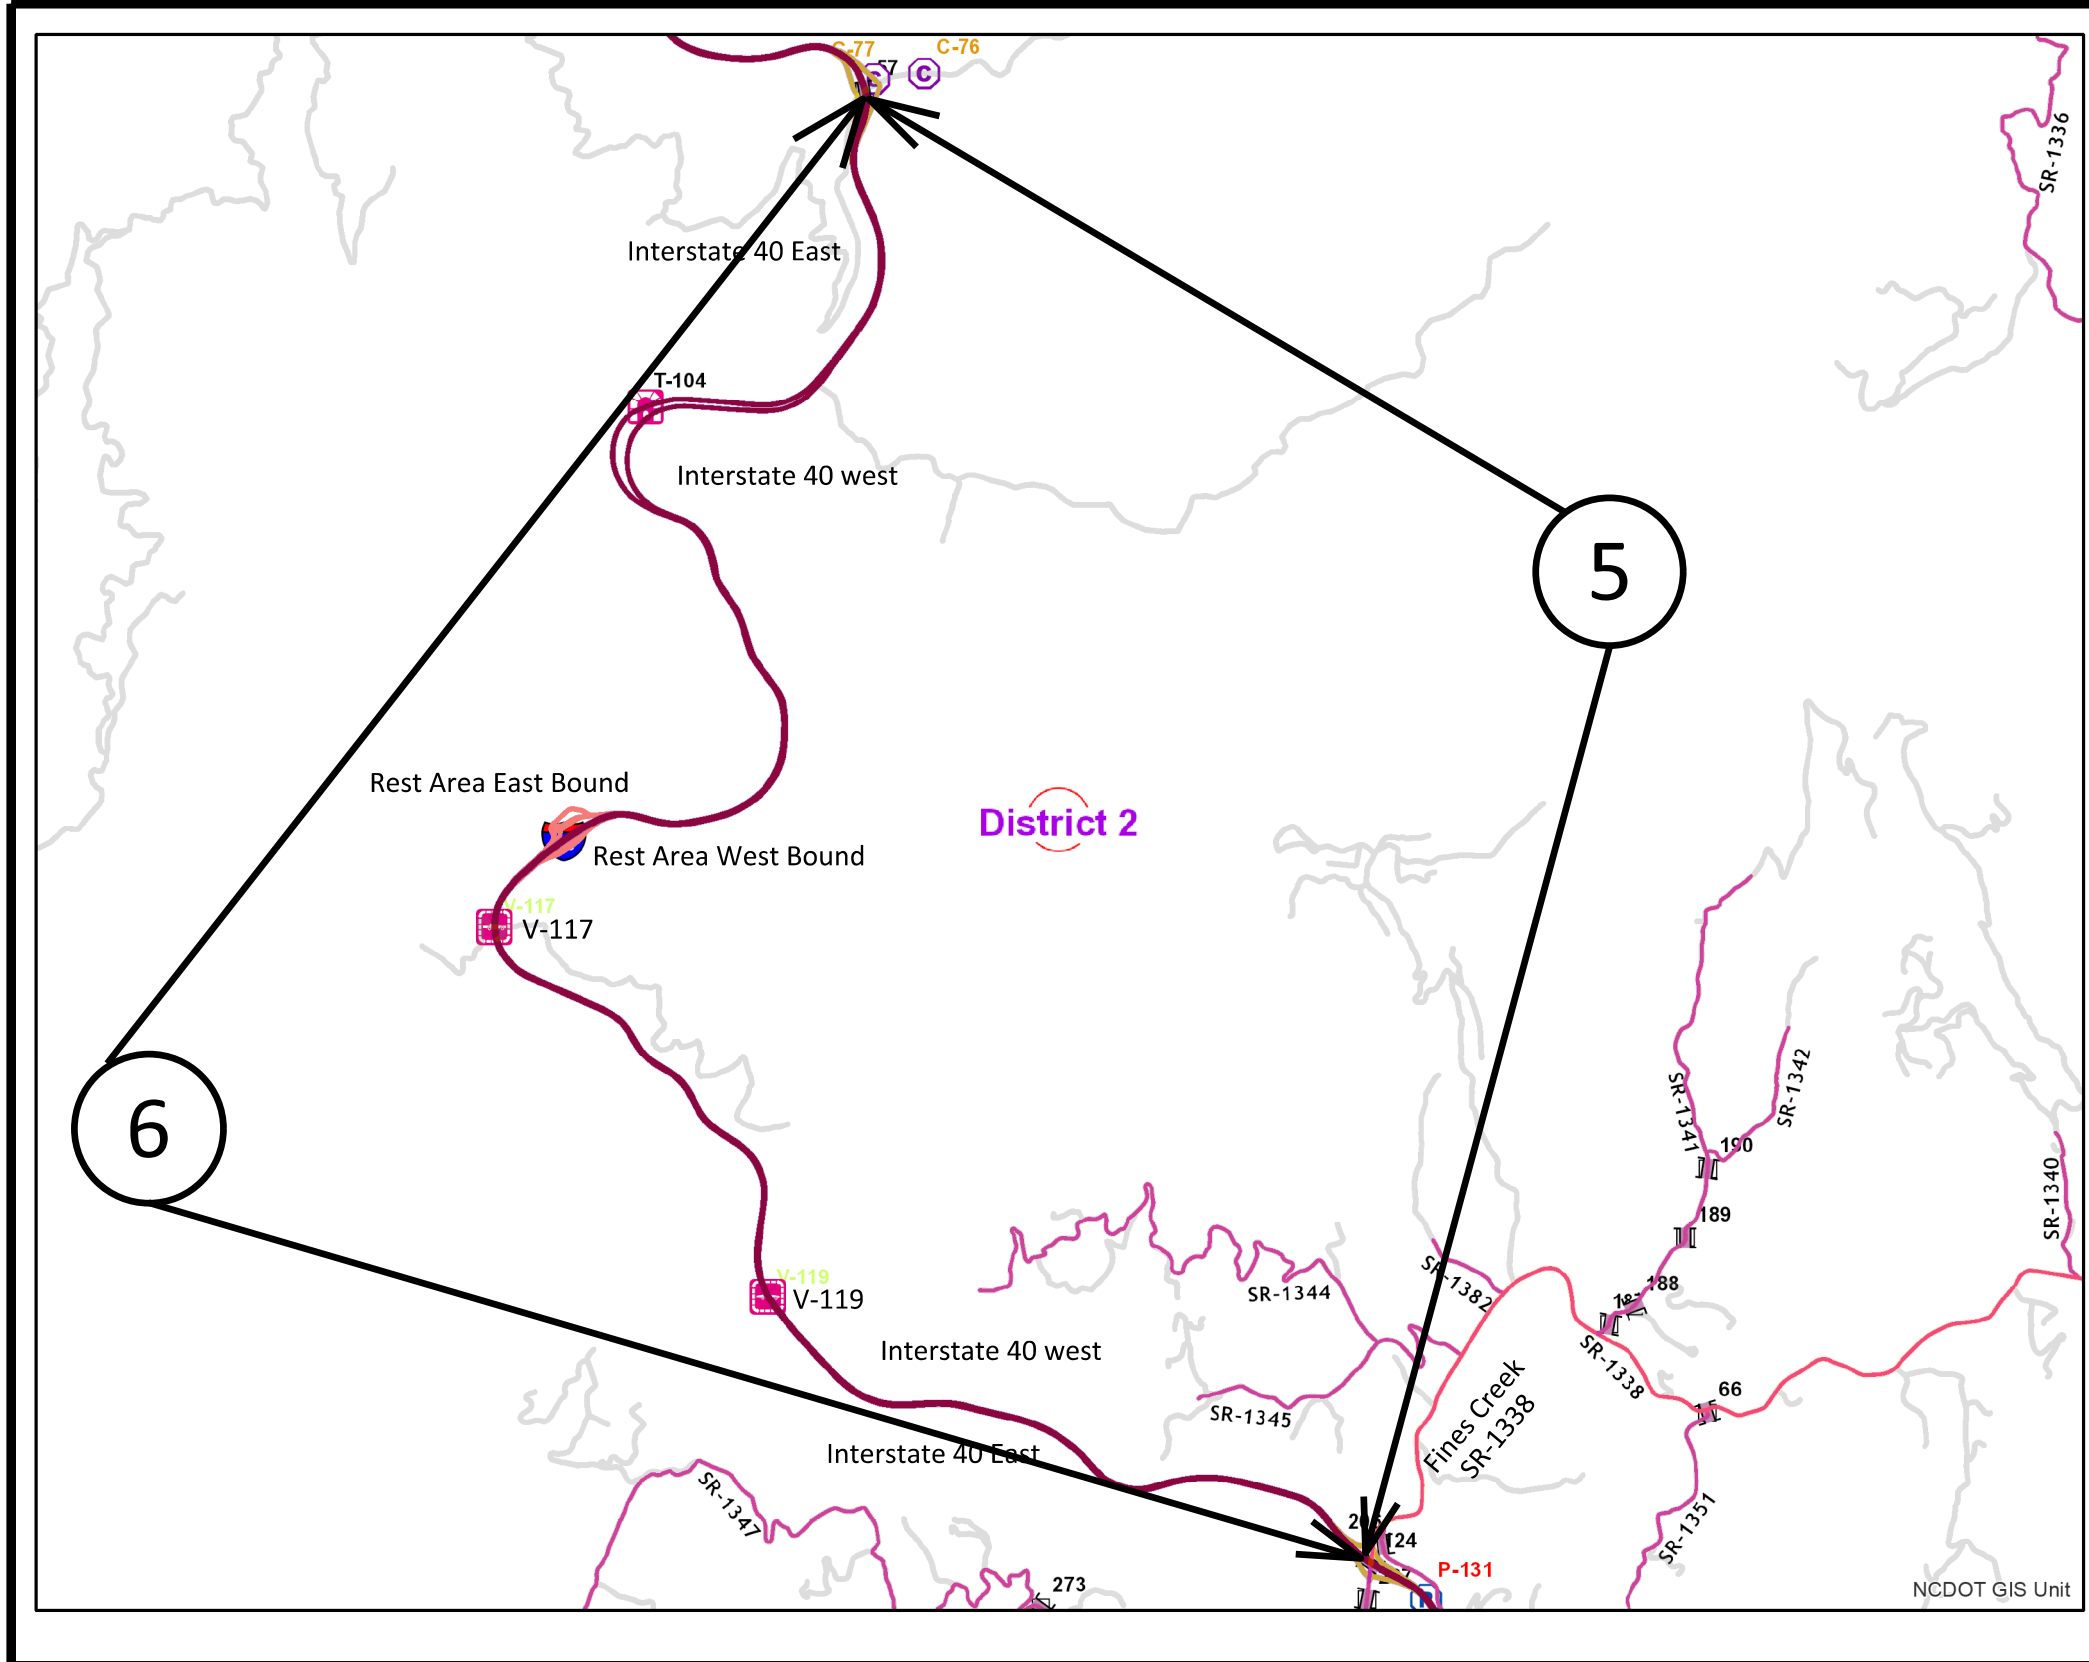 C-77
C-76
57
C
C
SR-1336
Interstate 40 East
T-104
Interstate 40 west
5
Rest Area East Bound
District 2
Rest Area West Bound
V-117
V-117
SR-1341
SR-1342
6
190
SR-1340
189
V-119
V-119
SR-1382
SR-1344
188
187
Interstate 40 west
SR-1338
Fines Creek
SR-1338
66
SR-1345
Interstate 40 East
SR-1347
SR-1351
124
P-131
273
NCDOT GIS Unit